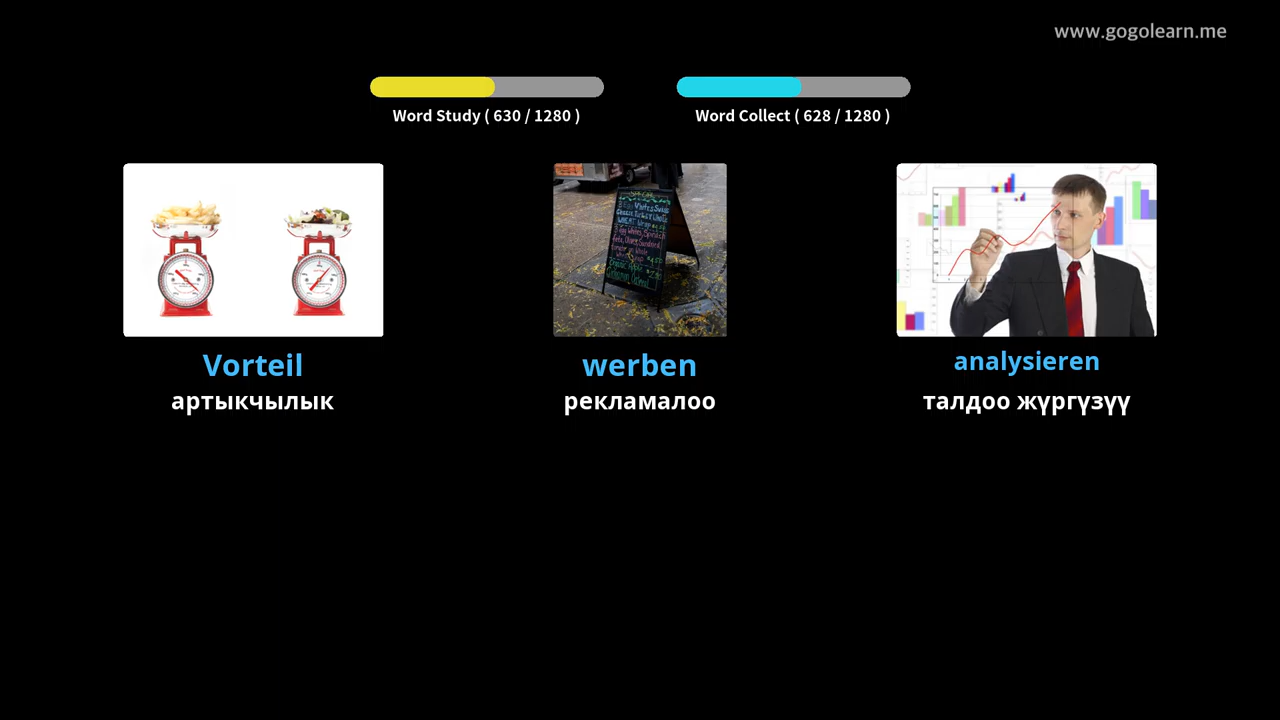 www.gogolearn.me
Word Study ( 630 / 1280 )
Word Collect ( 628 / 1280 )
Vorteil
werben
analysieren
артыкчылык
рекламалоо
талдоо жүргүзүү